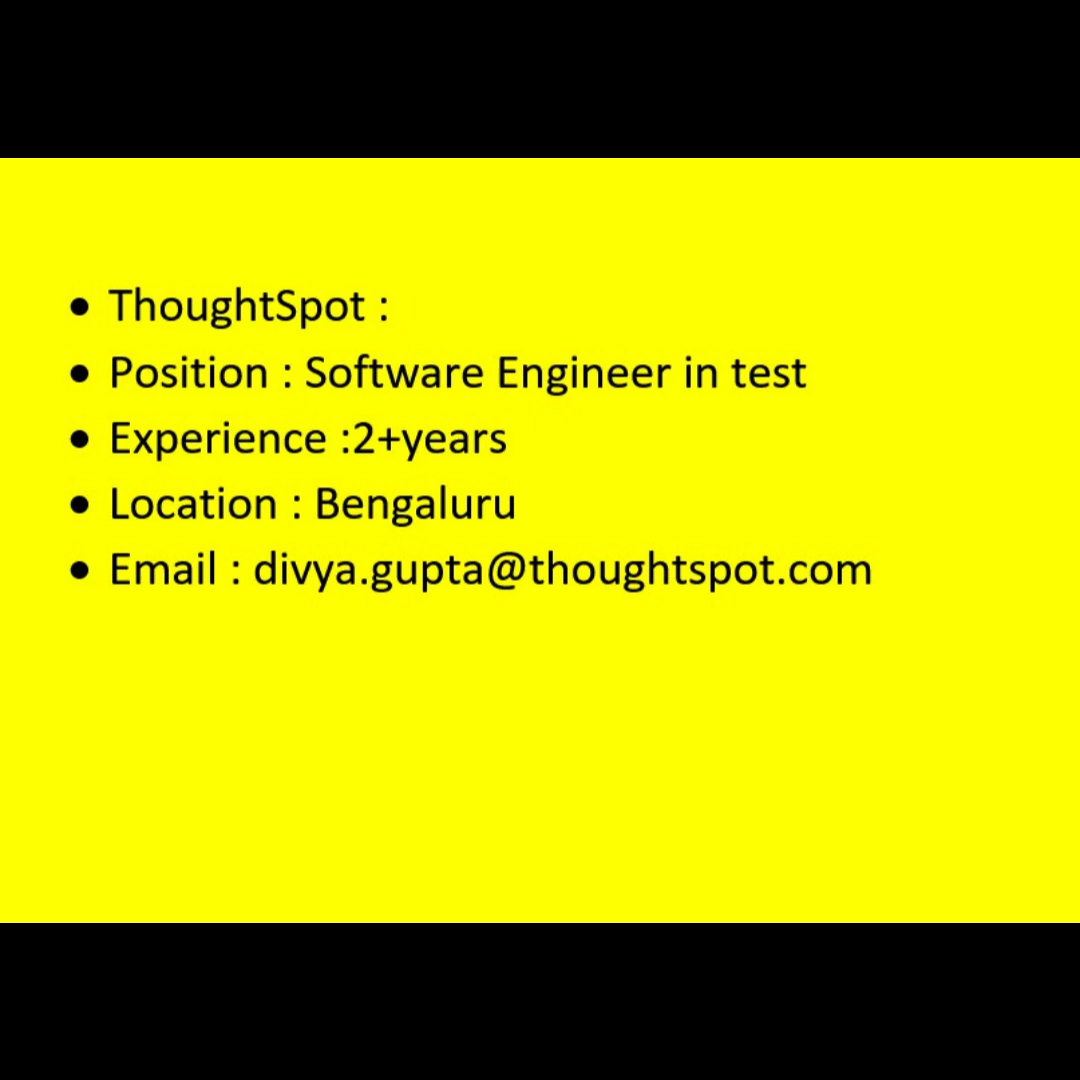 • ThoughtSpot :
• Position : Software Engineer in test
• Experience :2+years
• Location : Bengaluru
• Email : divya.gupta@thoughtspot.com